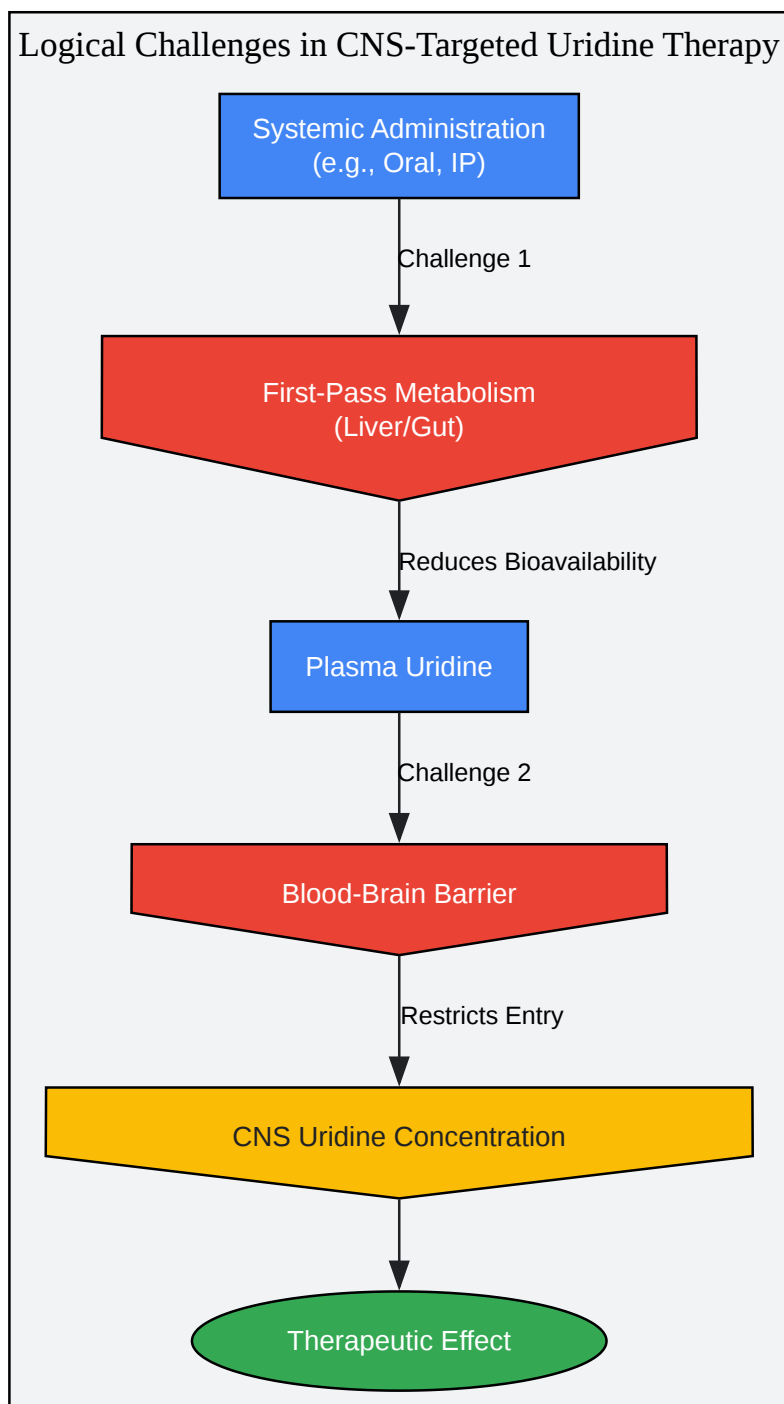 Logical Challenges in CNS-Targeted Uridine Therapy
Systemic Administration
(e.g., Oral, IP)
Challenge 1
First-Pass Metabolism
(Liver/Gut)
Reduces Bioavailability
Plasma Uridine
Challenge 2
Blood-Brain Barrier
Restricts Entry
CNS Uridine Concentration
Therapeutic Effect